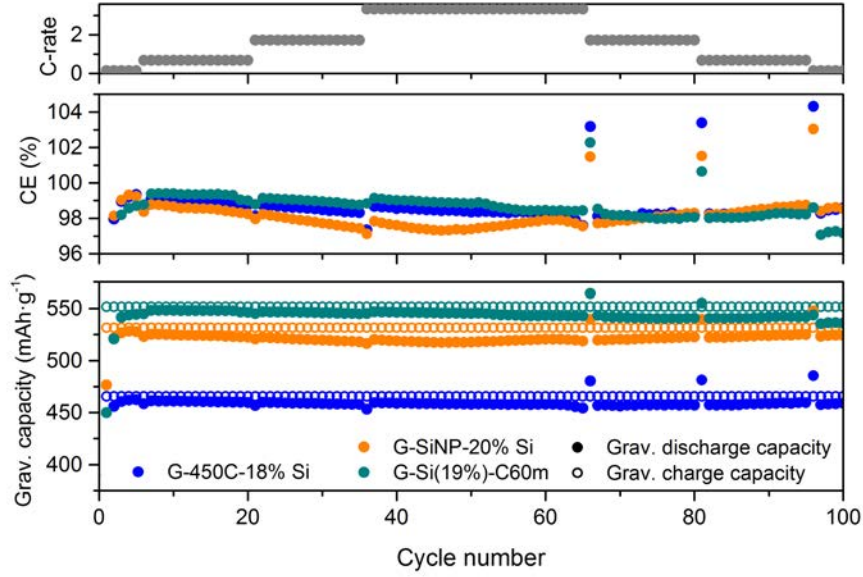 C-rate
4
2
0
CE (%)
104
102
100
98
96
Grav. capacity (mAh·g⁻¹)
550
500
450
400
G-SiNP-20% Si
Grav. discharge capacity
G-450C-18% Si
G-Si(19%)-C60m
Grav. charge capacity
0
20
40
60
80
100
Cycle number